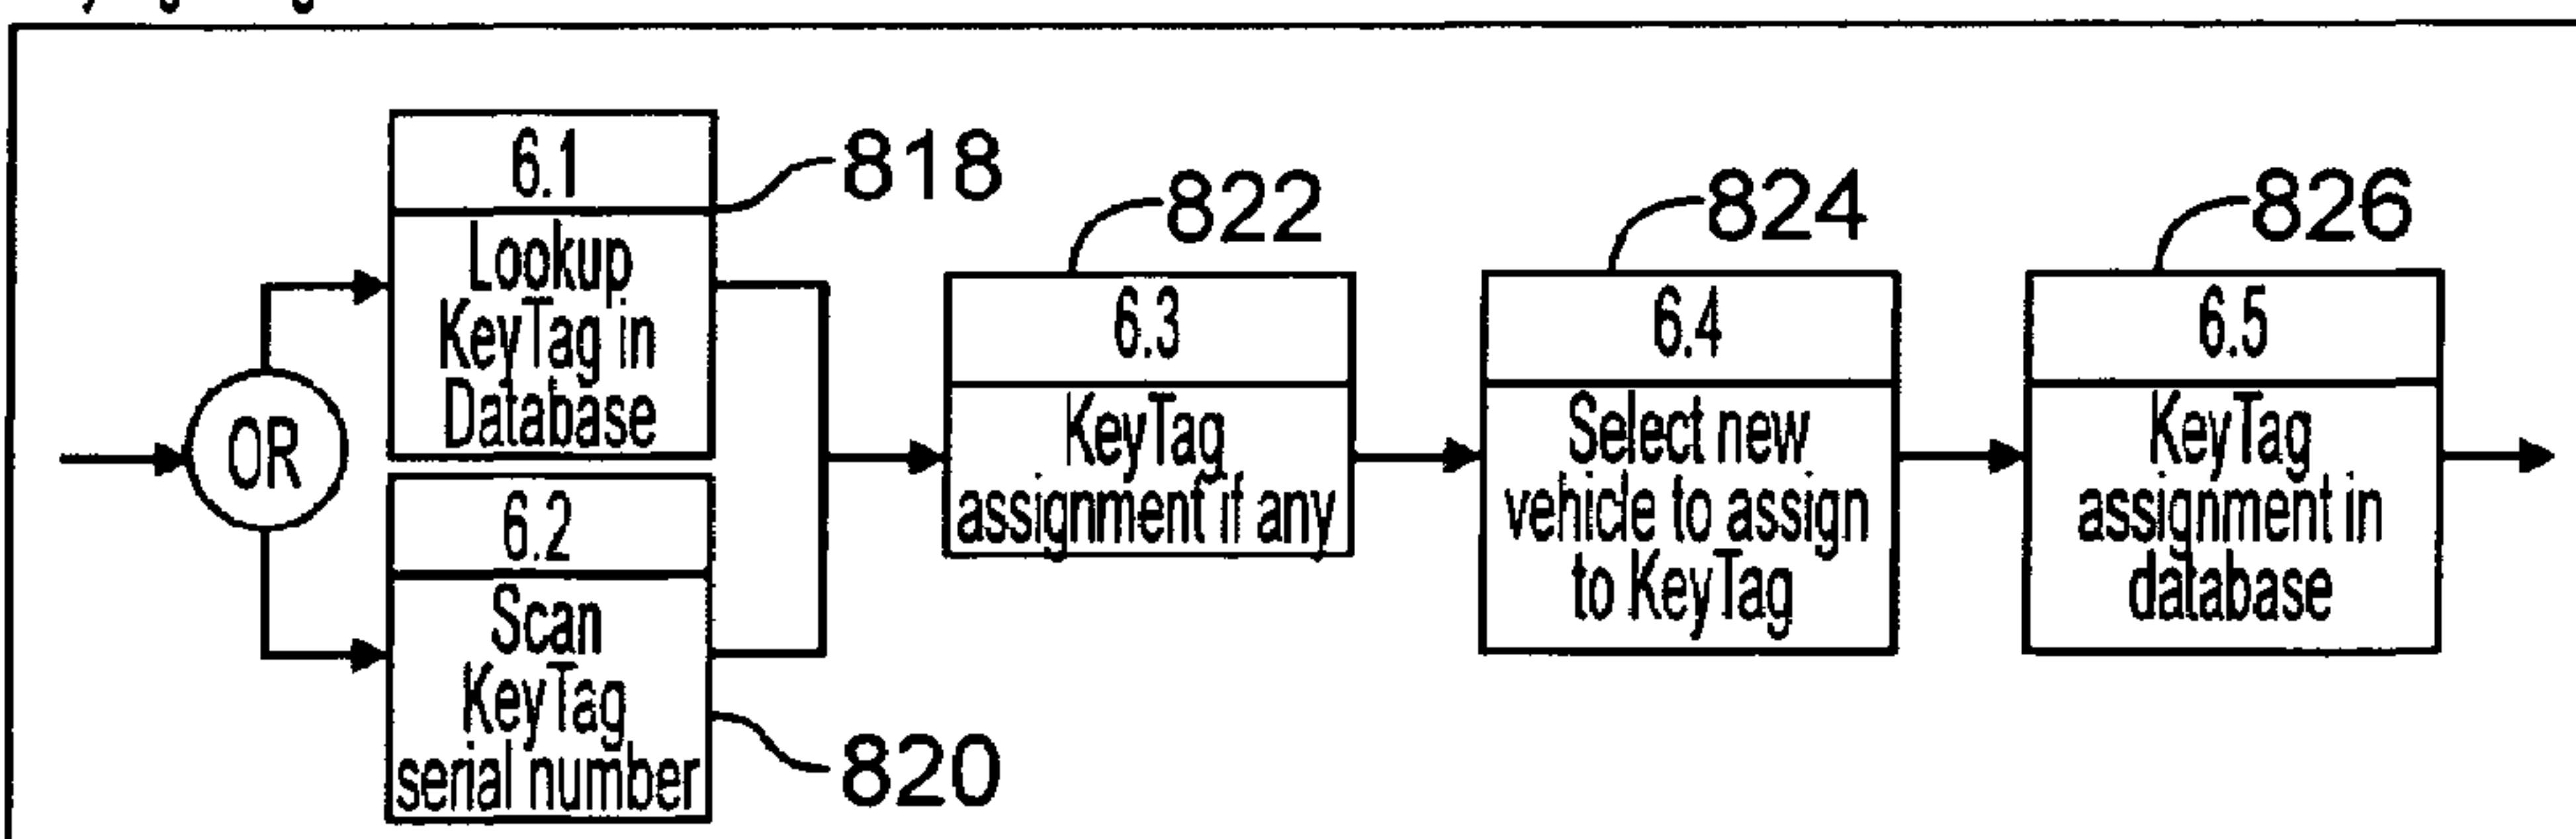 6.1
818
Lookup
KeyTag in
Database
OR
6.2
Scan
KeyTag
serial number
820
822
6.3
KeyTag
assignment if any
824
6.4
Select new
vehicle to assign
to KeyTag
826
6.5
KeyTag
assignment in
database